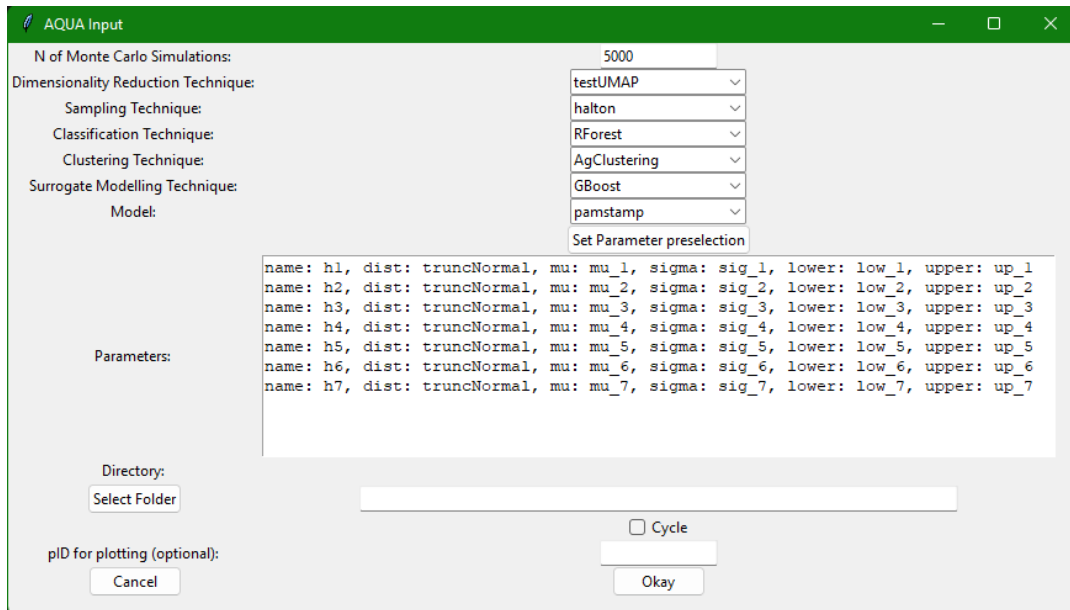 AQUA Input
N of Monte Carlo Simulations: 5000
Dimensionality Reduction Technique: testUMAP
Sampling Technique: halton
Classification Technique: RForest
Clustering Technique: AgClustering
Surrogate Modelling Technique: GBoost
Model: pamstamp
Set Parameter preselection
Parameters:
name: h1, dist: truncNormal, mu: mu_1, sigma: sig_1, lower: low_1, upper: up_1
name: h2, dist: truncNormal, mu: mu_2, sigma: sig_2, lower: low_2, upper: up_2
name: h3, dist: truncNormal, mu: mu_3, sigma: sig_3, lower: low_3, upper: up_3
name: h4, dist: truncNormal, mu: mu_4, sigma: sig_4, lower: low_4, upper: up_4
name: h5, dist: truncNormal, mu: mu_5, sigma: sig_5, lower: low_5, upper: up_5
name: h6, dist: truncNormal, mu: mu_6, sigma: sig_6, lower: low_6, upper: up_6
name: h7, dist: truncNormal, mu: mu_7, sigma: sig_7, lower: low_7, upper: up_7
Directory:
Select Folder
Cycle
pID for plotting (optional):
Cancel Okay